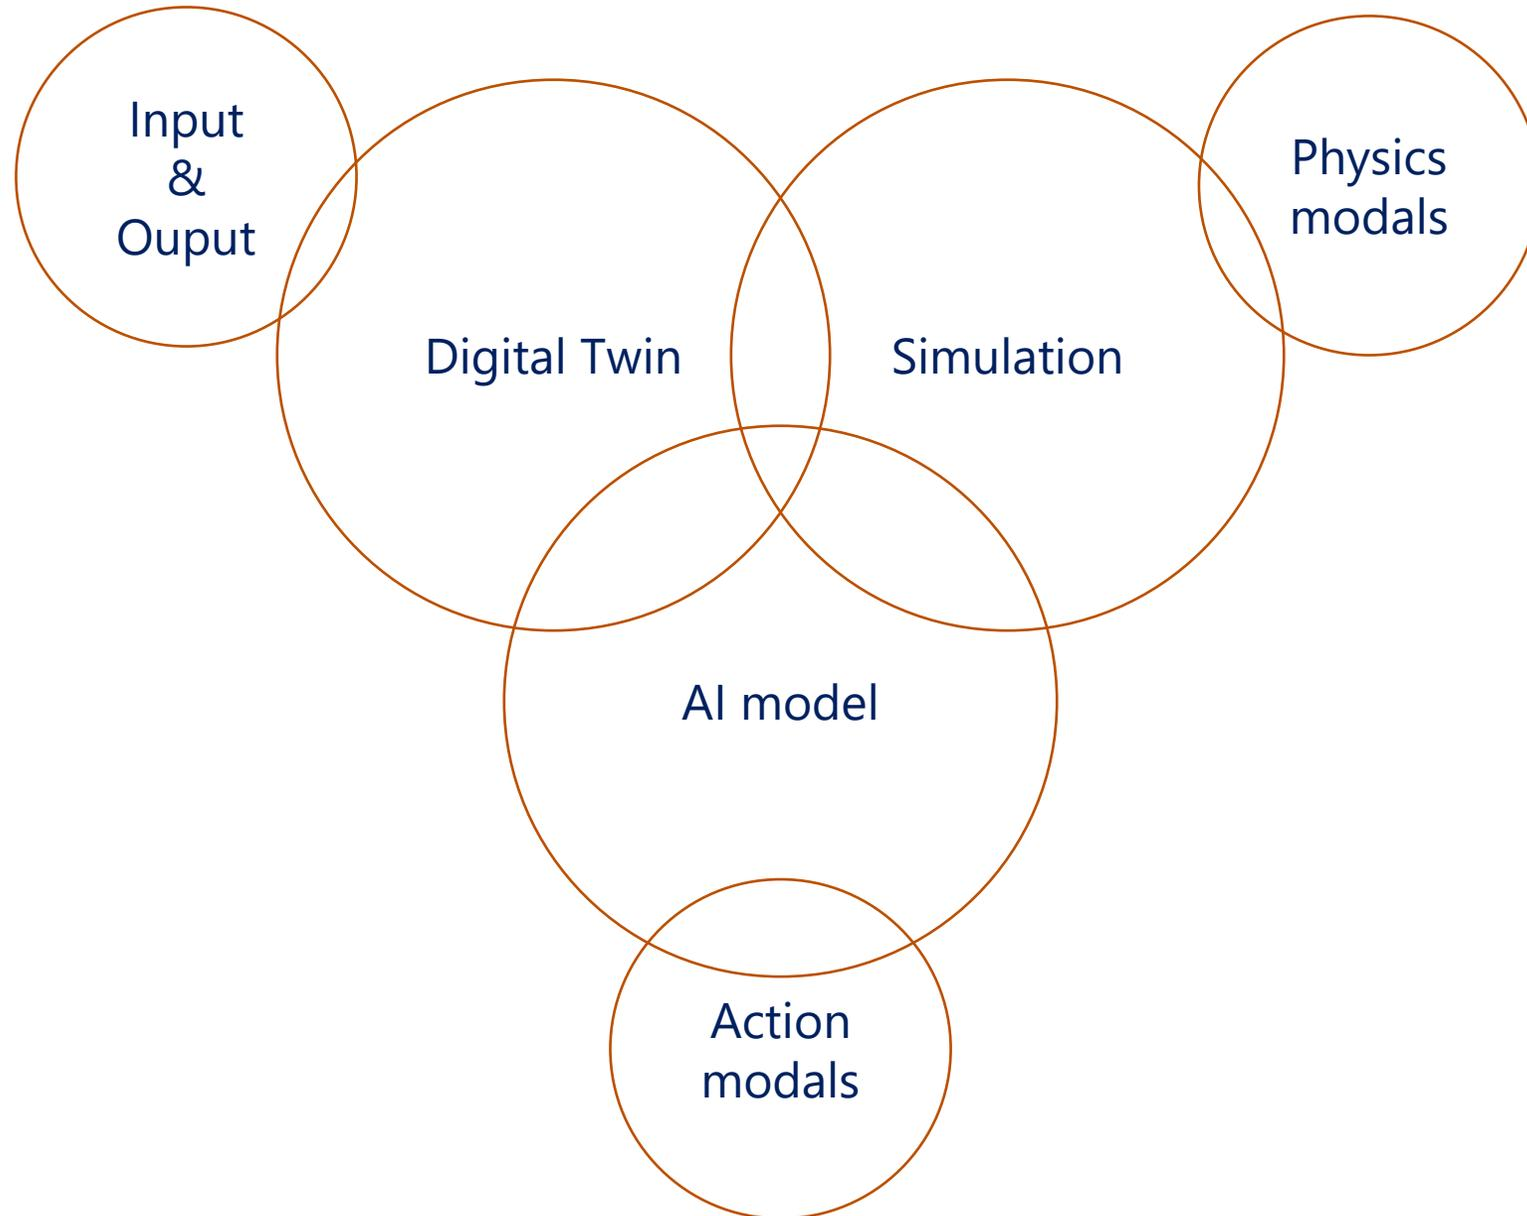 Input
&
Ouput
Physics
modals
Digital Twin
Simulation
AI model
Action
modals